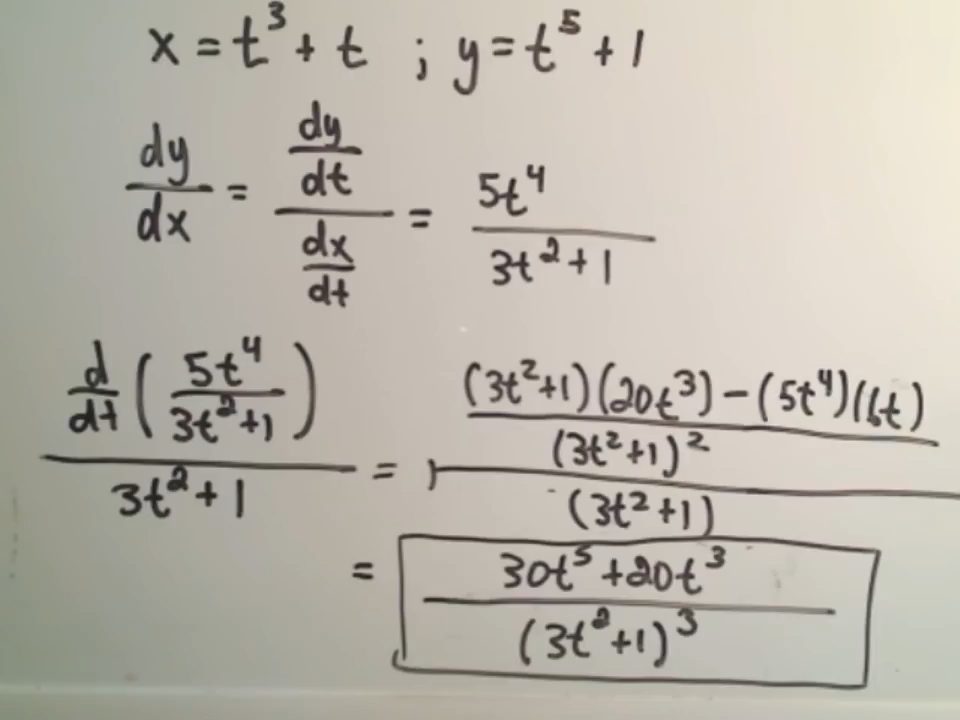 x = t³ + t ; y = t⁵ + 1
dy/dx = (dy/dt)/(dx/dt) = 5t⁴/(3t²+1)
(d/dt (5t⁴/(3t²+1)))/(3t²+1) = (((3t²+1)(20t³) - (5t⁴)(6t))/(3t²+1)²)/(3t²+1)
= (30t⁵+20t³)/(3t²+1)³